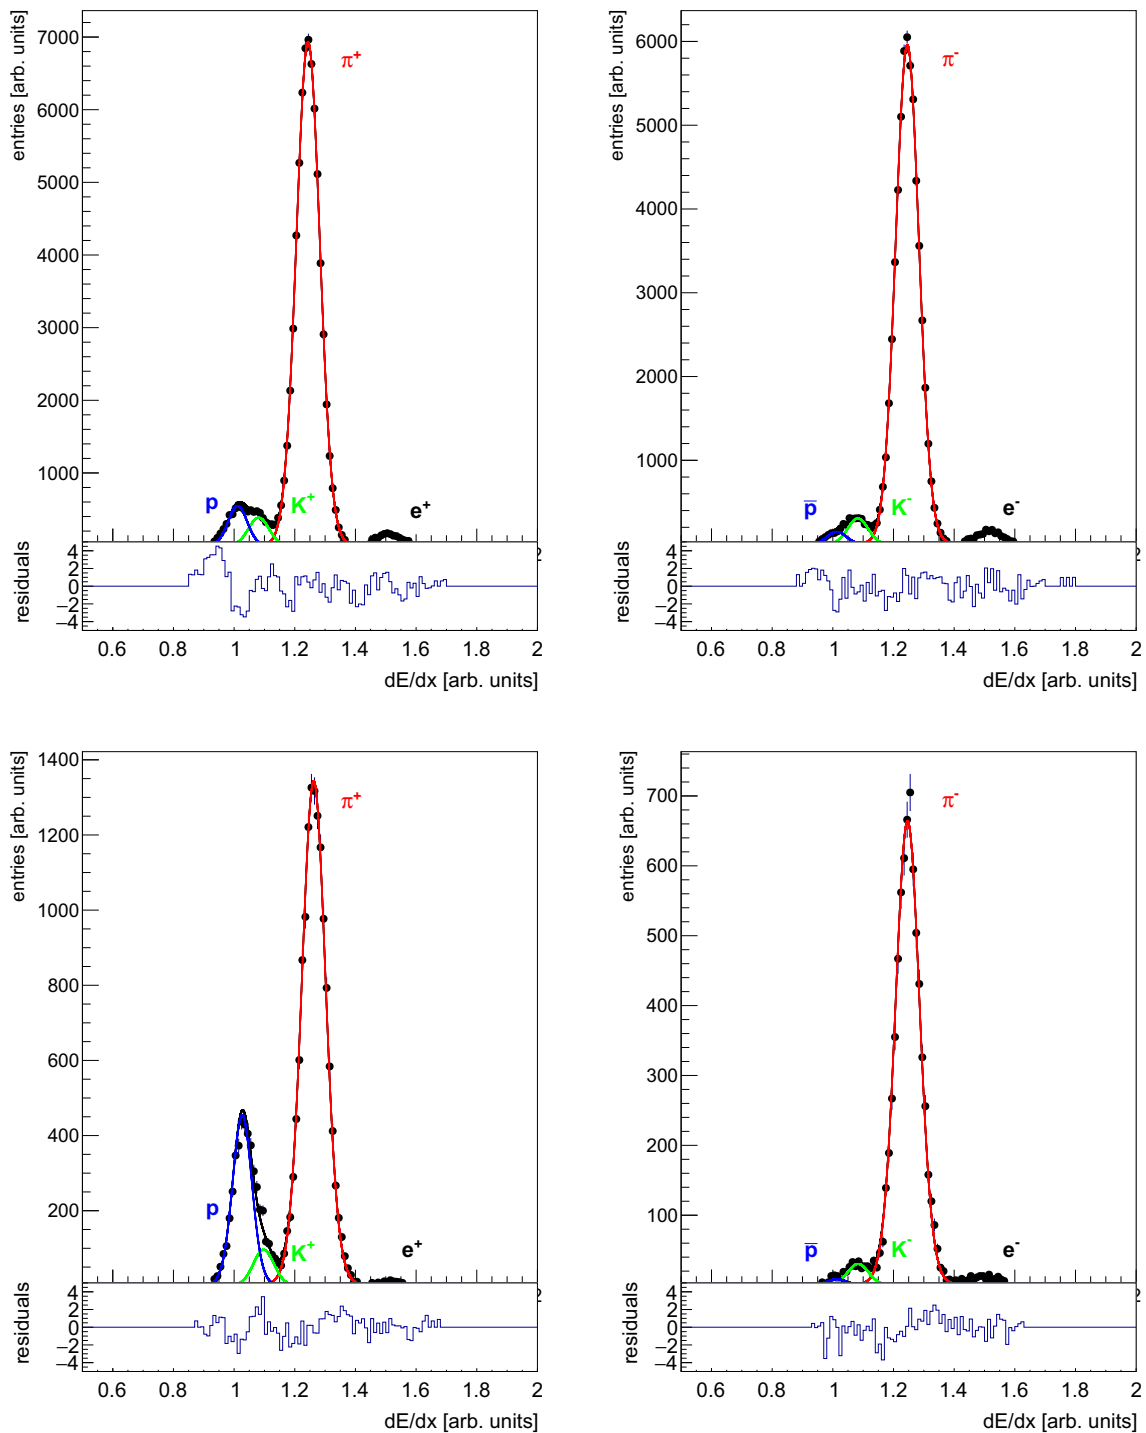 entries [arb. units]
7000
6000
5000
4000
3000
2000
1000
π⁺
p
K⁺
e⁺
2
residuals
4
2
0
−2
−4
0.6 0.8 1 1.2 1.4 1.6 1.8 2
dE/dx [arb. units]
entries [arb. units]
6000
5000
4000
3000
2000
1000
π⁻
p̅
K⁻
e⁻
2
residuals
4
2
0
−2
−4
0.6 0.8 1 1.2 1.4 1.6 1.8 2
dE/dx [arb. units]
entries [arb. units]
1400
1200
1000
800
600
400
200
π⁺
p
K⁺
e⁺
2
residuals
4
2
0
−2
−4
0.6 0.8 1 1.2 1.4 1.6 1.8 2
dE/dx [arb. units]
entries [arb. units]
700
600
500
400
300
200
100
π⁻
p̅
K⁻
e⁻
2
residuals
4
2
0
−2
−4
0.6 0.8 1 1.2 1.4 1.6 1.8 2
dE/dx [arb. units]